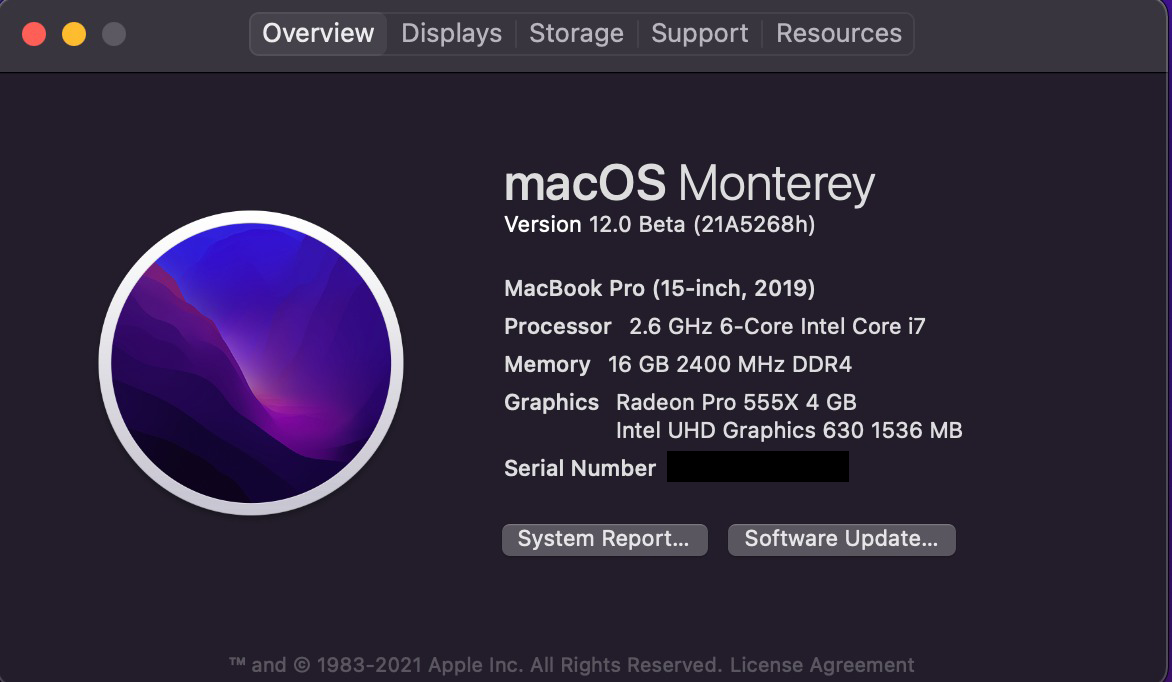 Overview Displays Storage Support Resources
macOS Monterey
Version 12.0 Beta (21A5268h)
MacBook Pro (15-inch, 2019)
Processor 2.6 GHz 6-Core Intel Core i7
Memory 16 GB 2400 MHz DDR4
Graphics Radeon Pro 555X 4 GB
Intel UHD Graphics 630 1536 MB
Serial Number
System Report... Software Update...
™ and © 1983-2021 Apple Inc. All Rights Reserved. License Agreement